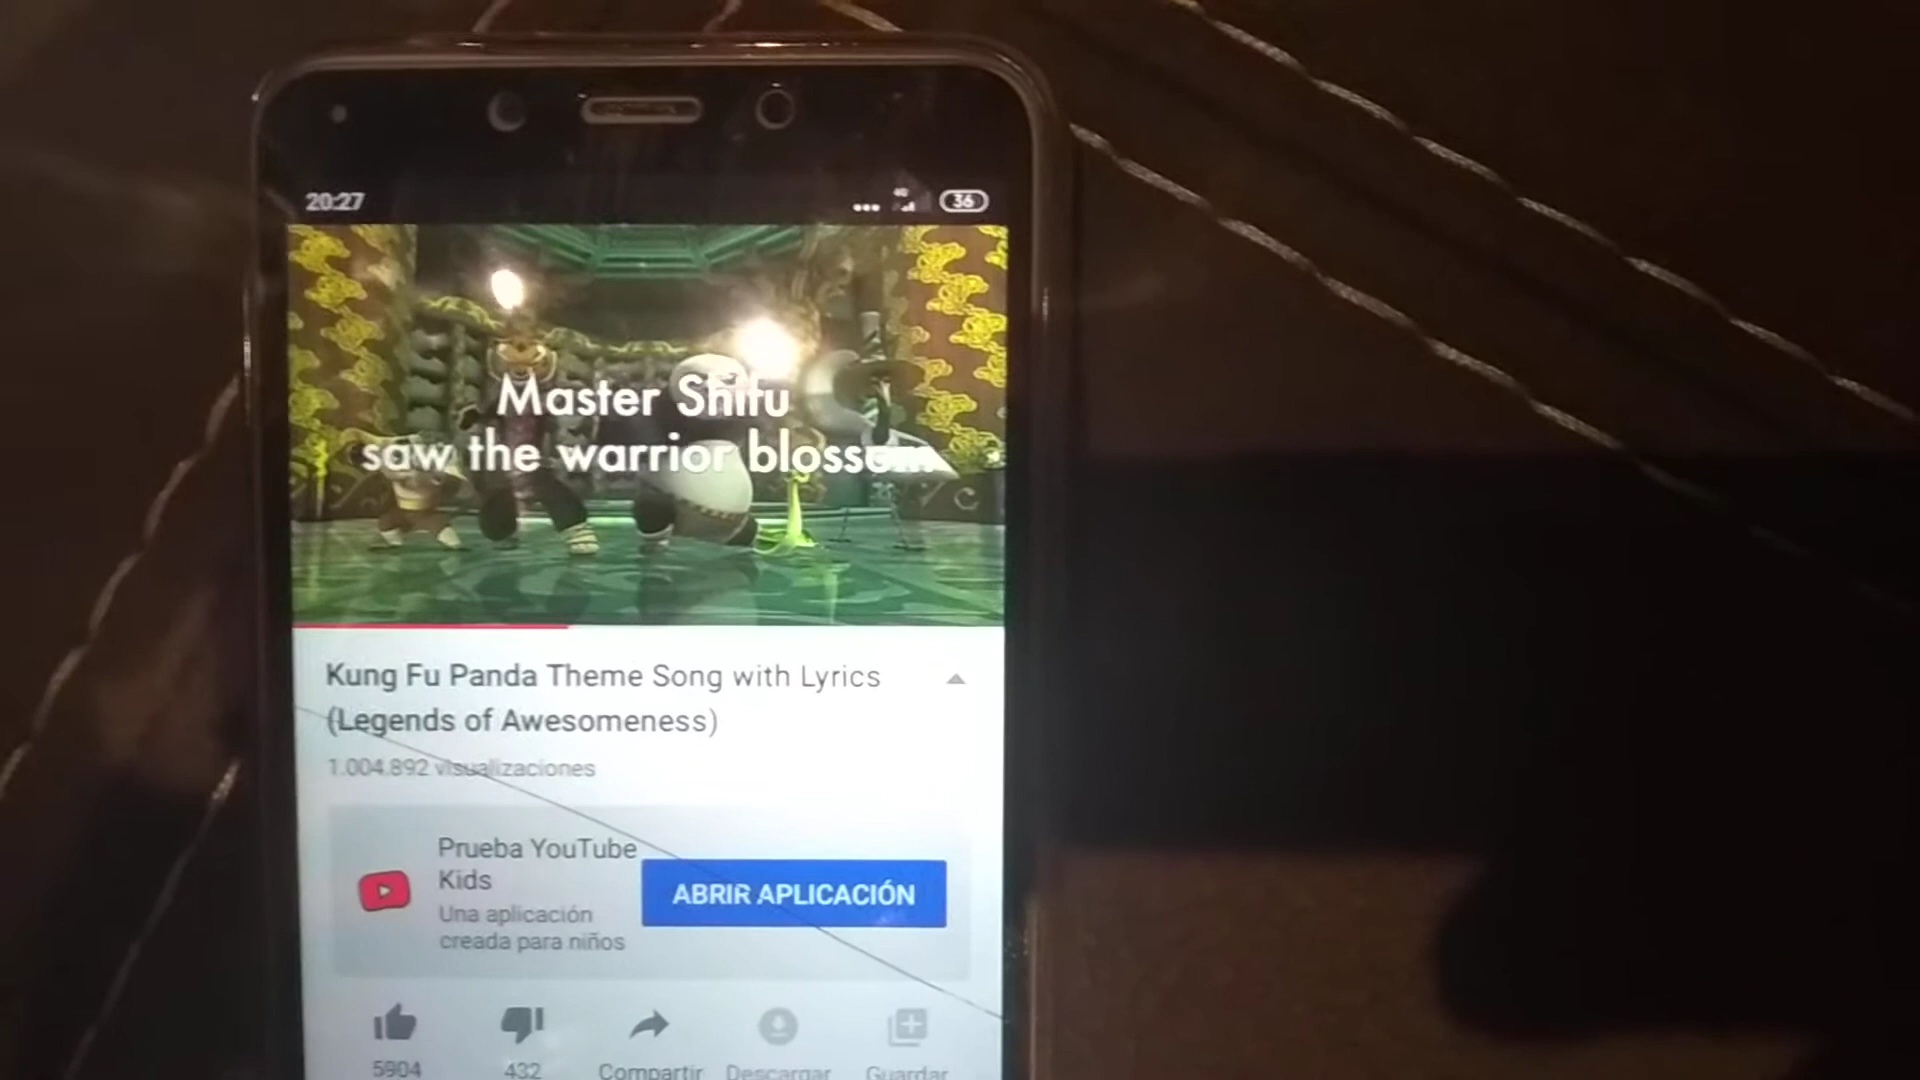 20:27
4G
36
Master Shifu
saw the warrior blossom
Kung Fu Panda Theme Song with Lyrics
(Legends of Awesomeness)
1.004.892 visualizaciones
Prueba YouTube
Kids
Una aplicación
creada para niños
ABRIR APLICACIÓN
5904
432
Compartir
Descargar
Guardar